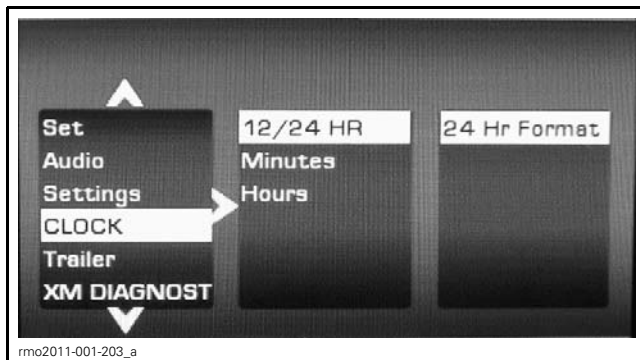 Set
Audio
Settings
CLOCK
Trailer
XM DIAGNOST
12/24 HR
Minutes
Hours
24 Hr Format
rmo2011-001-203_a